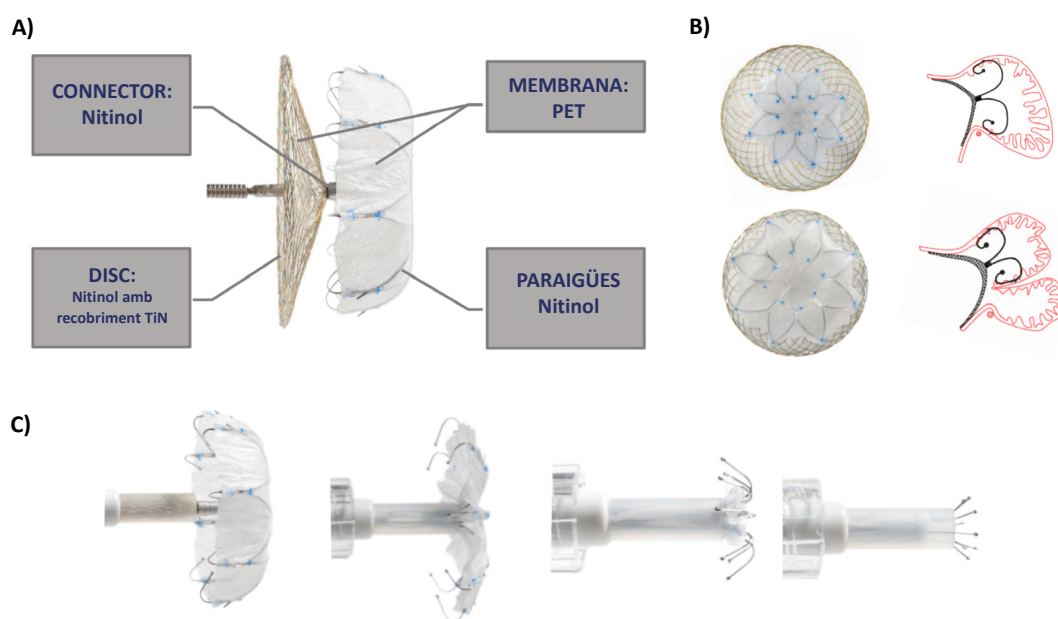 A)
CONNECTOR:
Nitinol
MEMBRANA:
PET
DISC:
Nitinol amb
recobriment TiN
PARAIGÜES
Nitinol
B)
C)